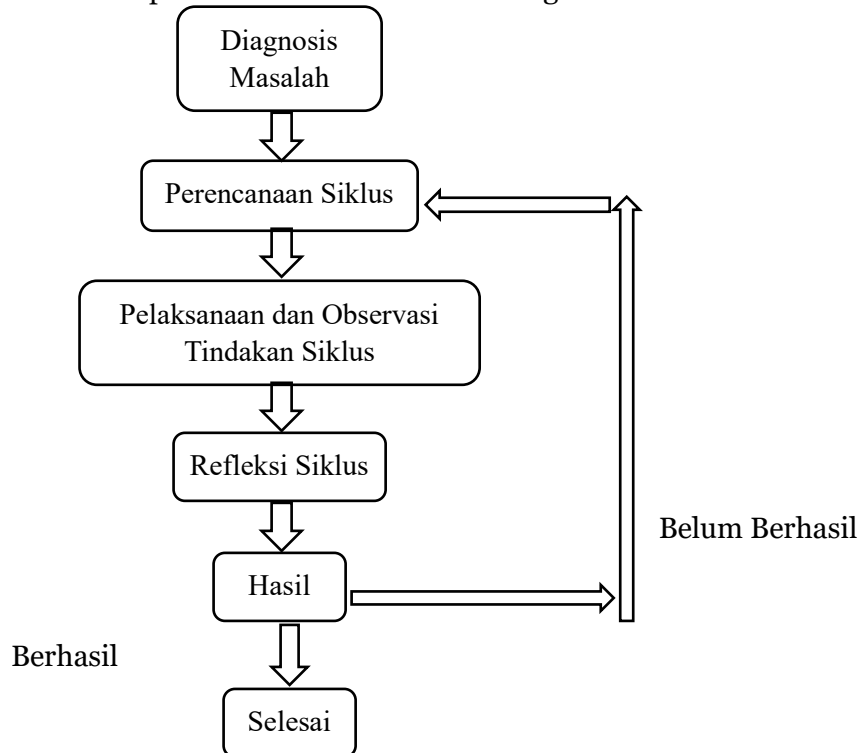 Diagnosis
Masalah
Perencanaan Siklus
Pelaksanaan dan Observasi
Tindakan Siklus
Refleksi Siklus
Belum Berhasil
Hasil
Berhasil
Selesai